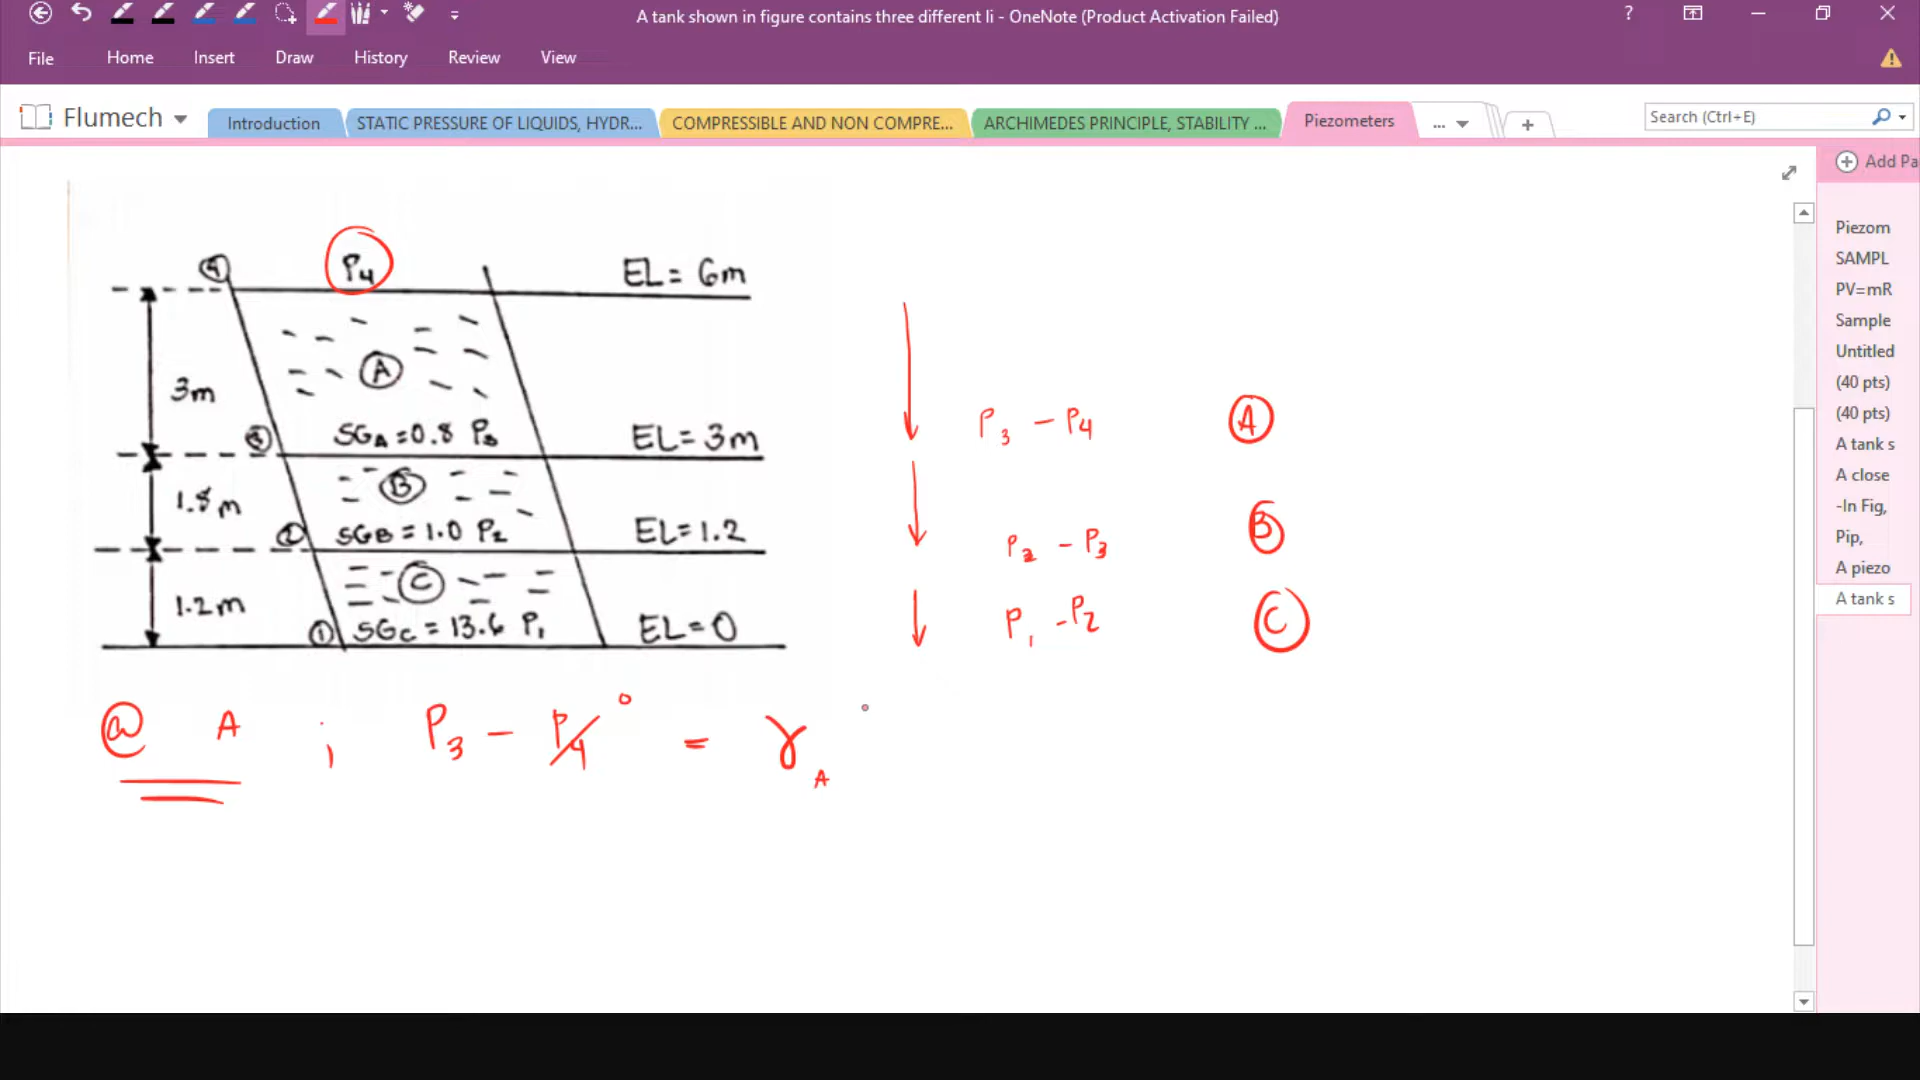 A tank shown in figure contains three different li - OneNote (Product Activation Failed)
?
File Home Insert Draw History Review View
Flumech
Introduction
STATIC PRESSURE OF LIQUIDS, HYDR...
COMPRESSIBLE AND NON COMPRE...
ARCHIMEDES PRINCIPLE, STABILITY ...
Piezometers
...
Search (Ctrl+E)
Add Pa
Piezom
SAMPL
PV=mR
Sample
Untitled
(40 pts)
(40 pts)
A tank s
A close
-In Fig,
Pip,
A piezo
A tank s
4 P4 EL = 6m
A
3m
3 SGA = 0.8 P3 EL = 3m
B
1.8m
2 SGB = 1.0 P2 EL = 1.2
C
1.2m
1 SGC = 13.6 P1 EL = 0
P3 - P4 A
P2 - P3 B
P1 - P2 C
@ A ; P3 - P4 0 = γA